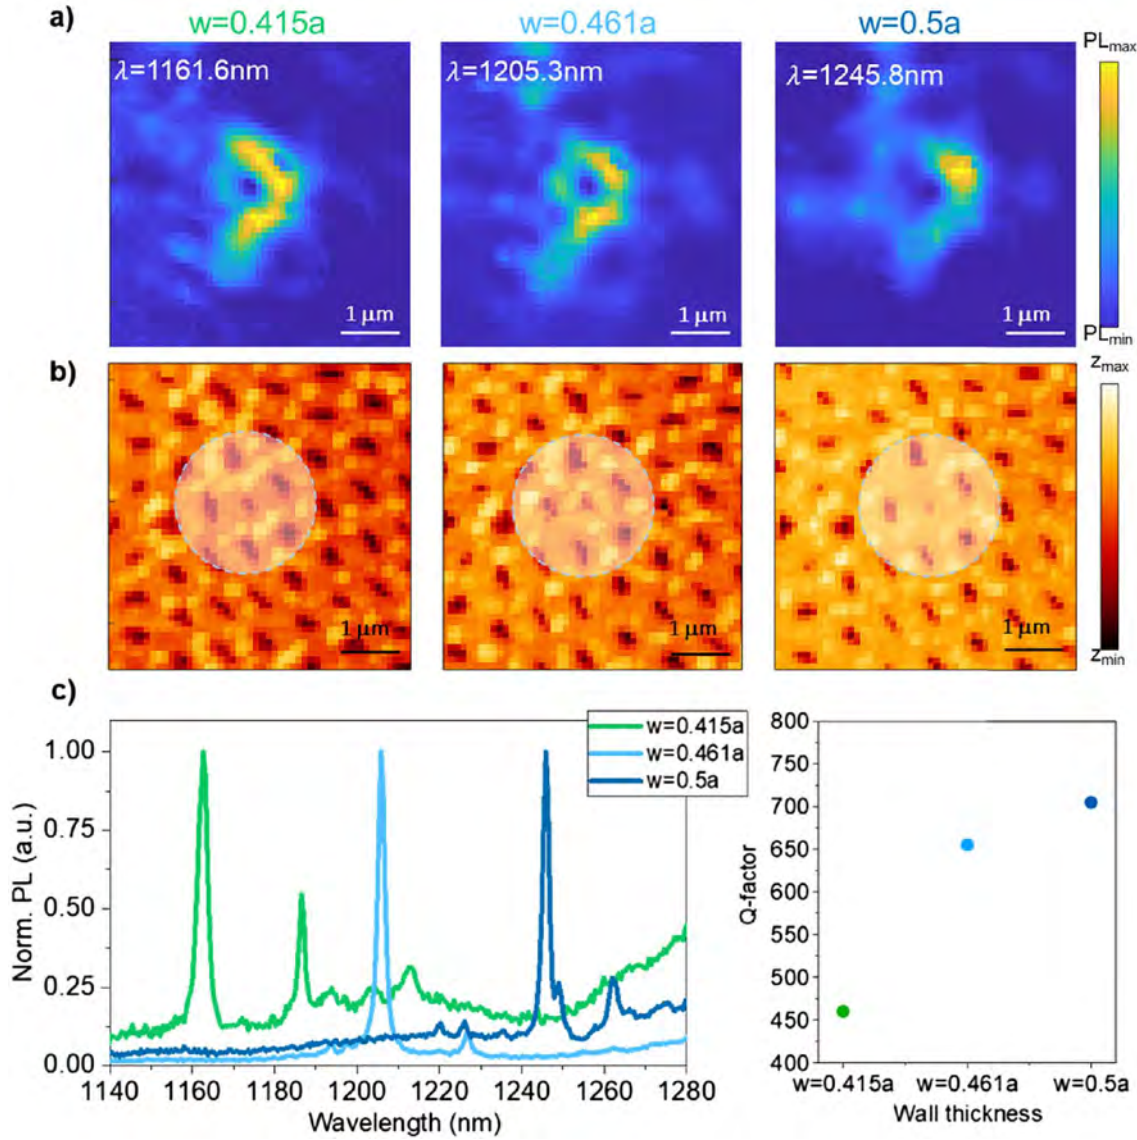 a)
w=0.415a
w=0.461a
w=0.5a
λ=1161.6nm
λ=1205.3nm
λ=1245.8nm
PLmax
1 μm
1 μm
1 μm
PLmin
b)
zmax
1 μm
1 μm
1 μm
zmin
c)
w=0.415a
w=0.461a
w=0.5a
1.00
0.75
0.50
0.25
0.00
Norm. PL (a.u.)
1140 1160 1180 1200 1220 1240 1260 1280
Wavelength (nm)
800
750
700
650
600
550
500
450
400
Q-factor
w=0.415a w=0.461a w=0.5a
Wall thickness